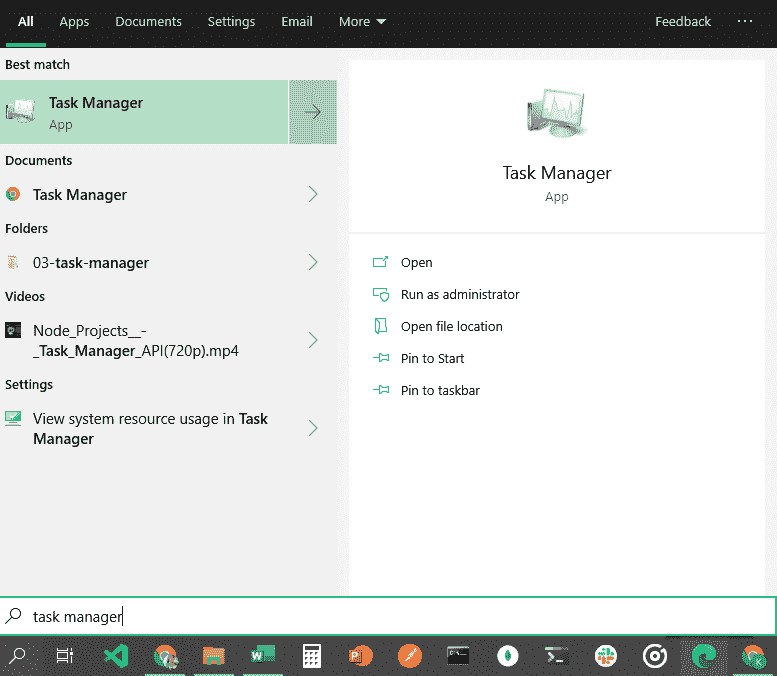 All Apps Documents Settings Email More Feedback ...
Best match
Task Manager
App
Documents
Task Manager
Folders
03-task-manager
Videos
Node_Projects__-
_Task_Manager_API(720p).mp4
Settings
View system resource usage in Task
Manager
Task Manager
App
Open
Run as administrator
Open file location
Pin to Start
Pin to taskbar
task manager